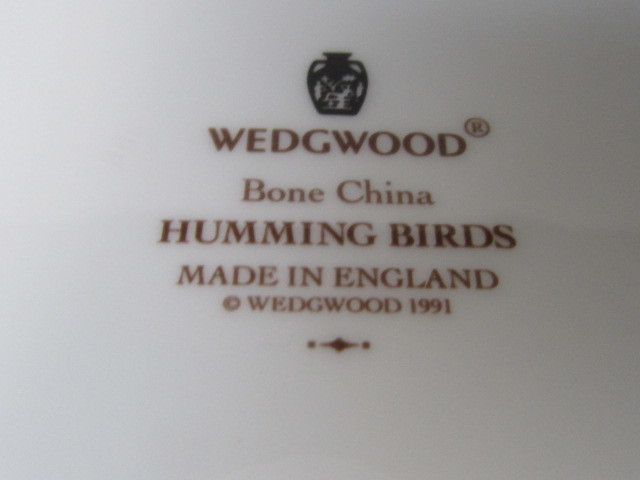 WEDGWOOD®
Bone China
HUMMING BIRDS
MADE IN ENGLAND
© WEDGWOOD 1991